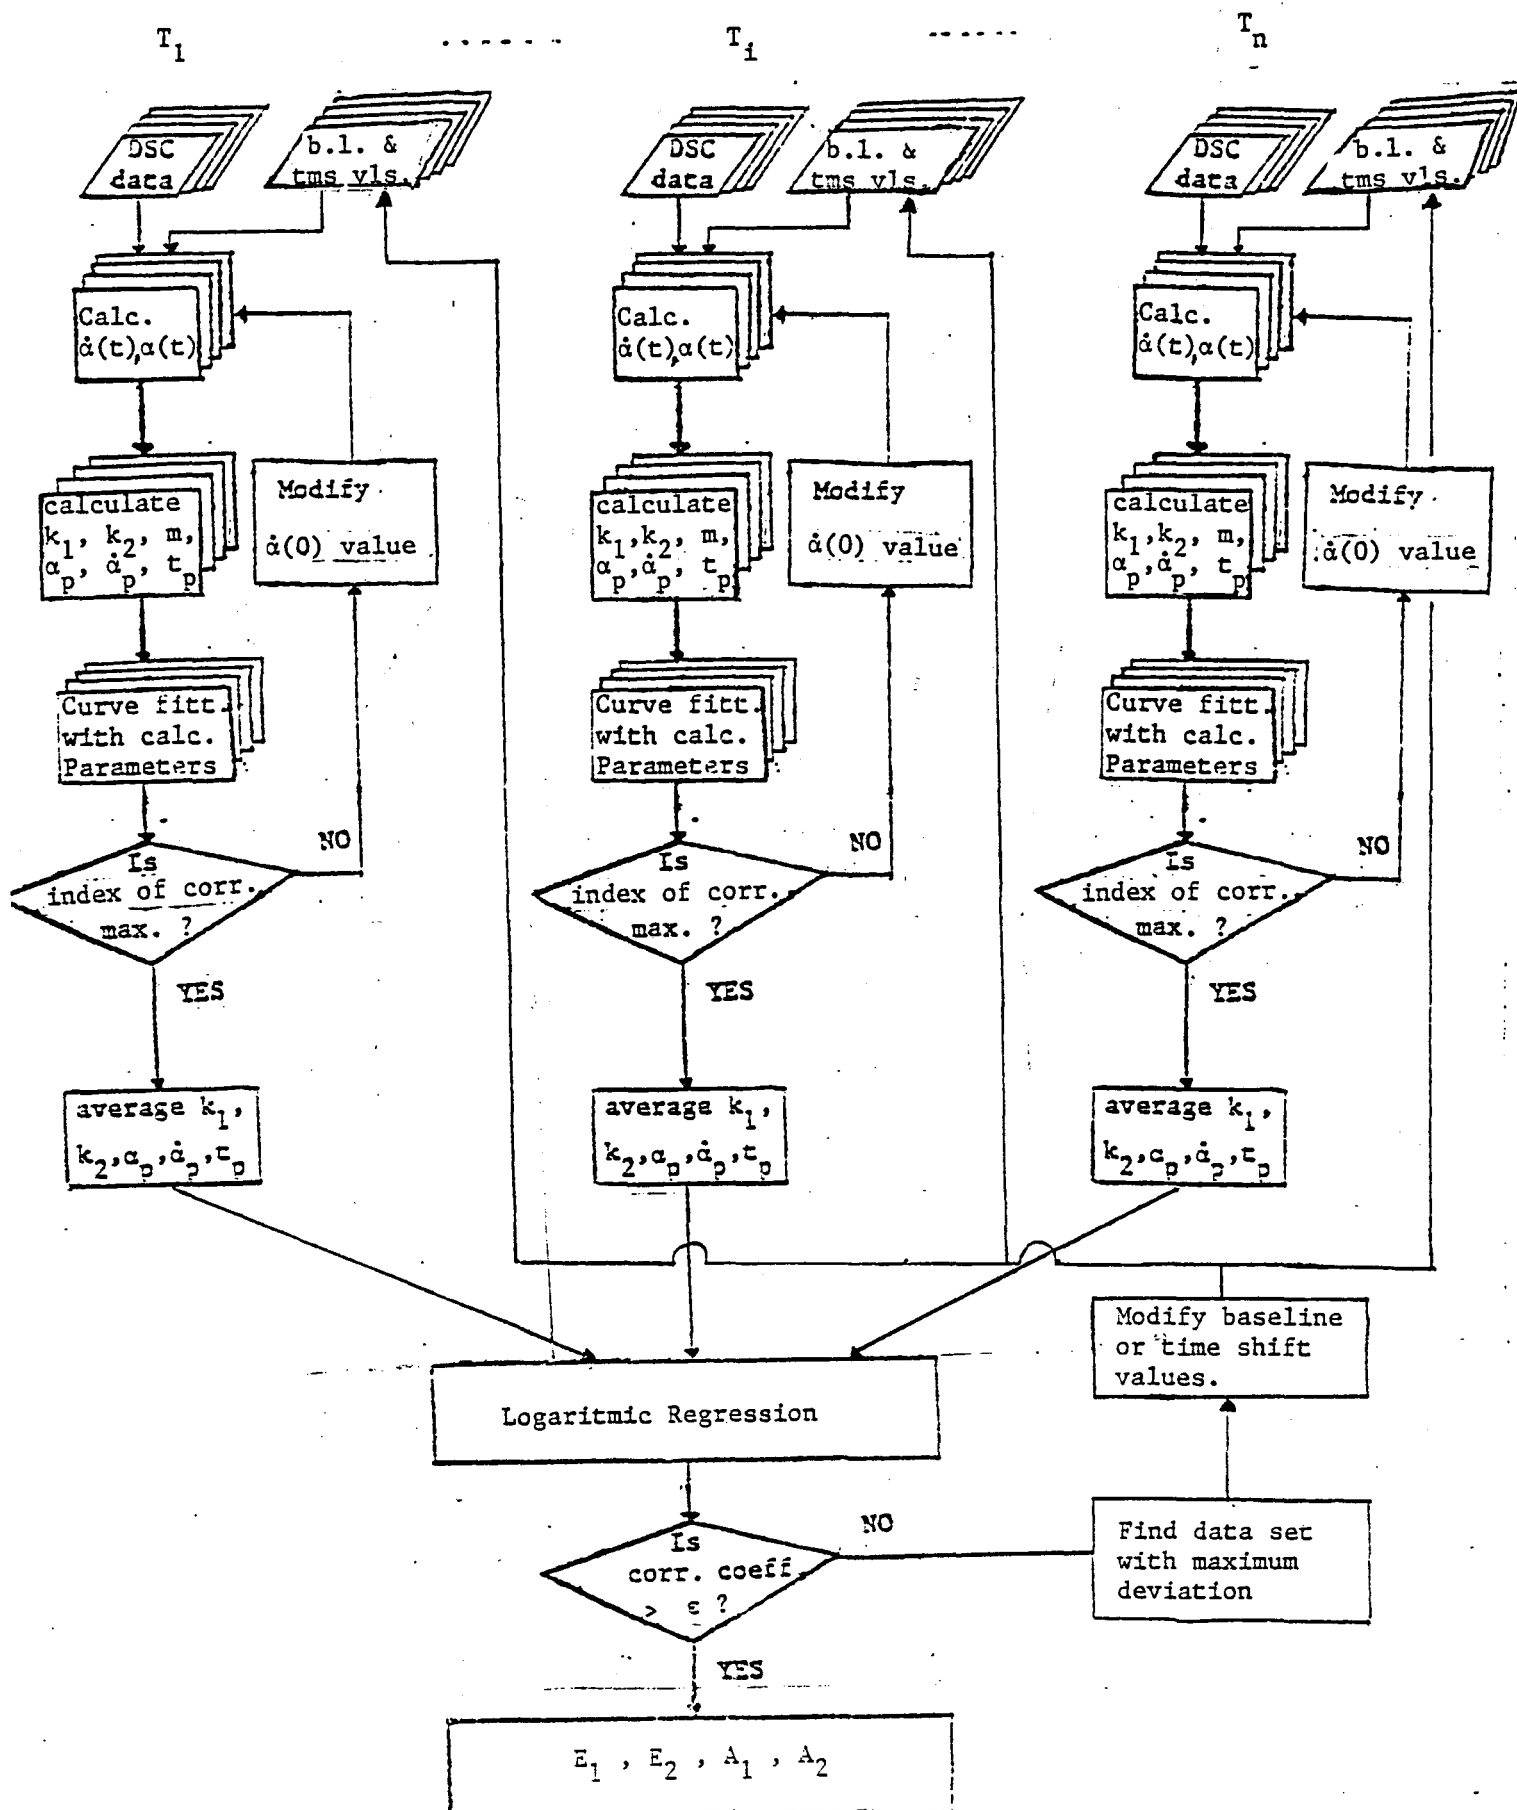 T1 ....... Ti ...... Tn
DSC
data
b.l. &
tms vls.
DSC
data
b.l. &
tms vls.
DSC
data
b.l. &
tms vls.
Calc.
α̇(t),α(t)
Calc.
α̇(t),α(t)
Calc.
α̇(t),α(t)
calculate
k1, k2, m,
αp, α̇p, tp
Modify
α̇(0) value
calculate
k1,k2, m,
αp,α̇p, tp
Modify
α̇(0) value
calculate
k1,k2, m,
αp,α̇p, tp
Modify
α̇(0) value
Curve fitt.
with calc.
Parameters
Curve fitt.
with calc.
Parameters
Curve fitt.
with calc.
Parameters
Is
index of corr.
max. ?
NO
YES
Is
index of corr.
max. ?
NO
YES
Is
index of corr.
max. ?
NO
YES
average k1,
k2,αp,α̇p,tp
average k1,
k2,αp,α̇p,tp
average k1,
k2,αp,α̇p,tp
Modify baseline
or time shift
values.
Logaritmic Regression
Is
corr. coeff
> ε ?
NO
Find data set
with maximum
deviation
YES
E1 , E2 , A1 , A2